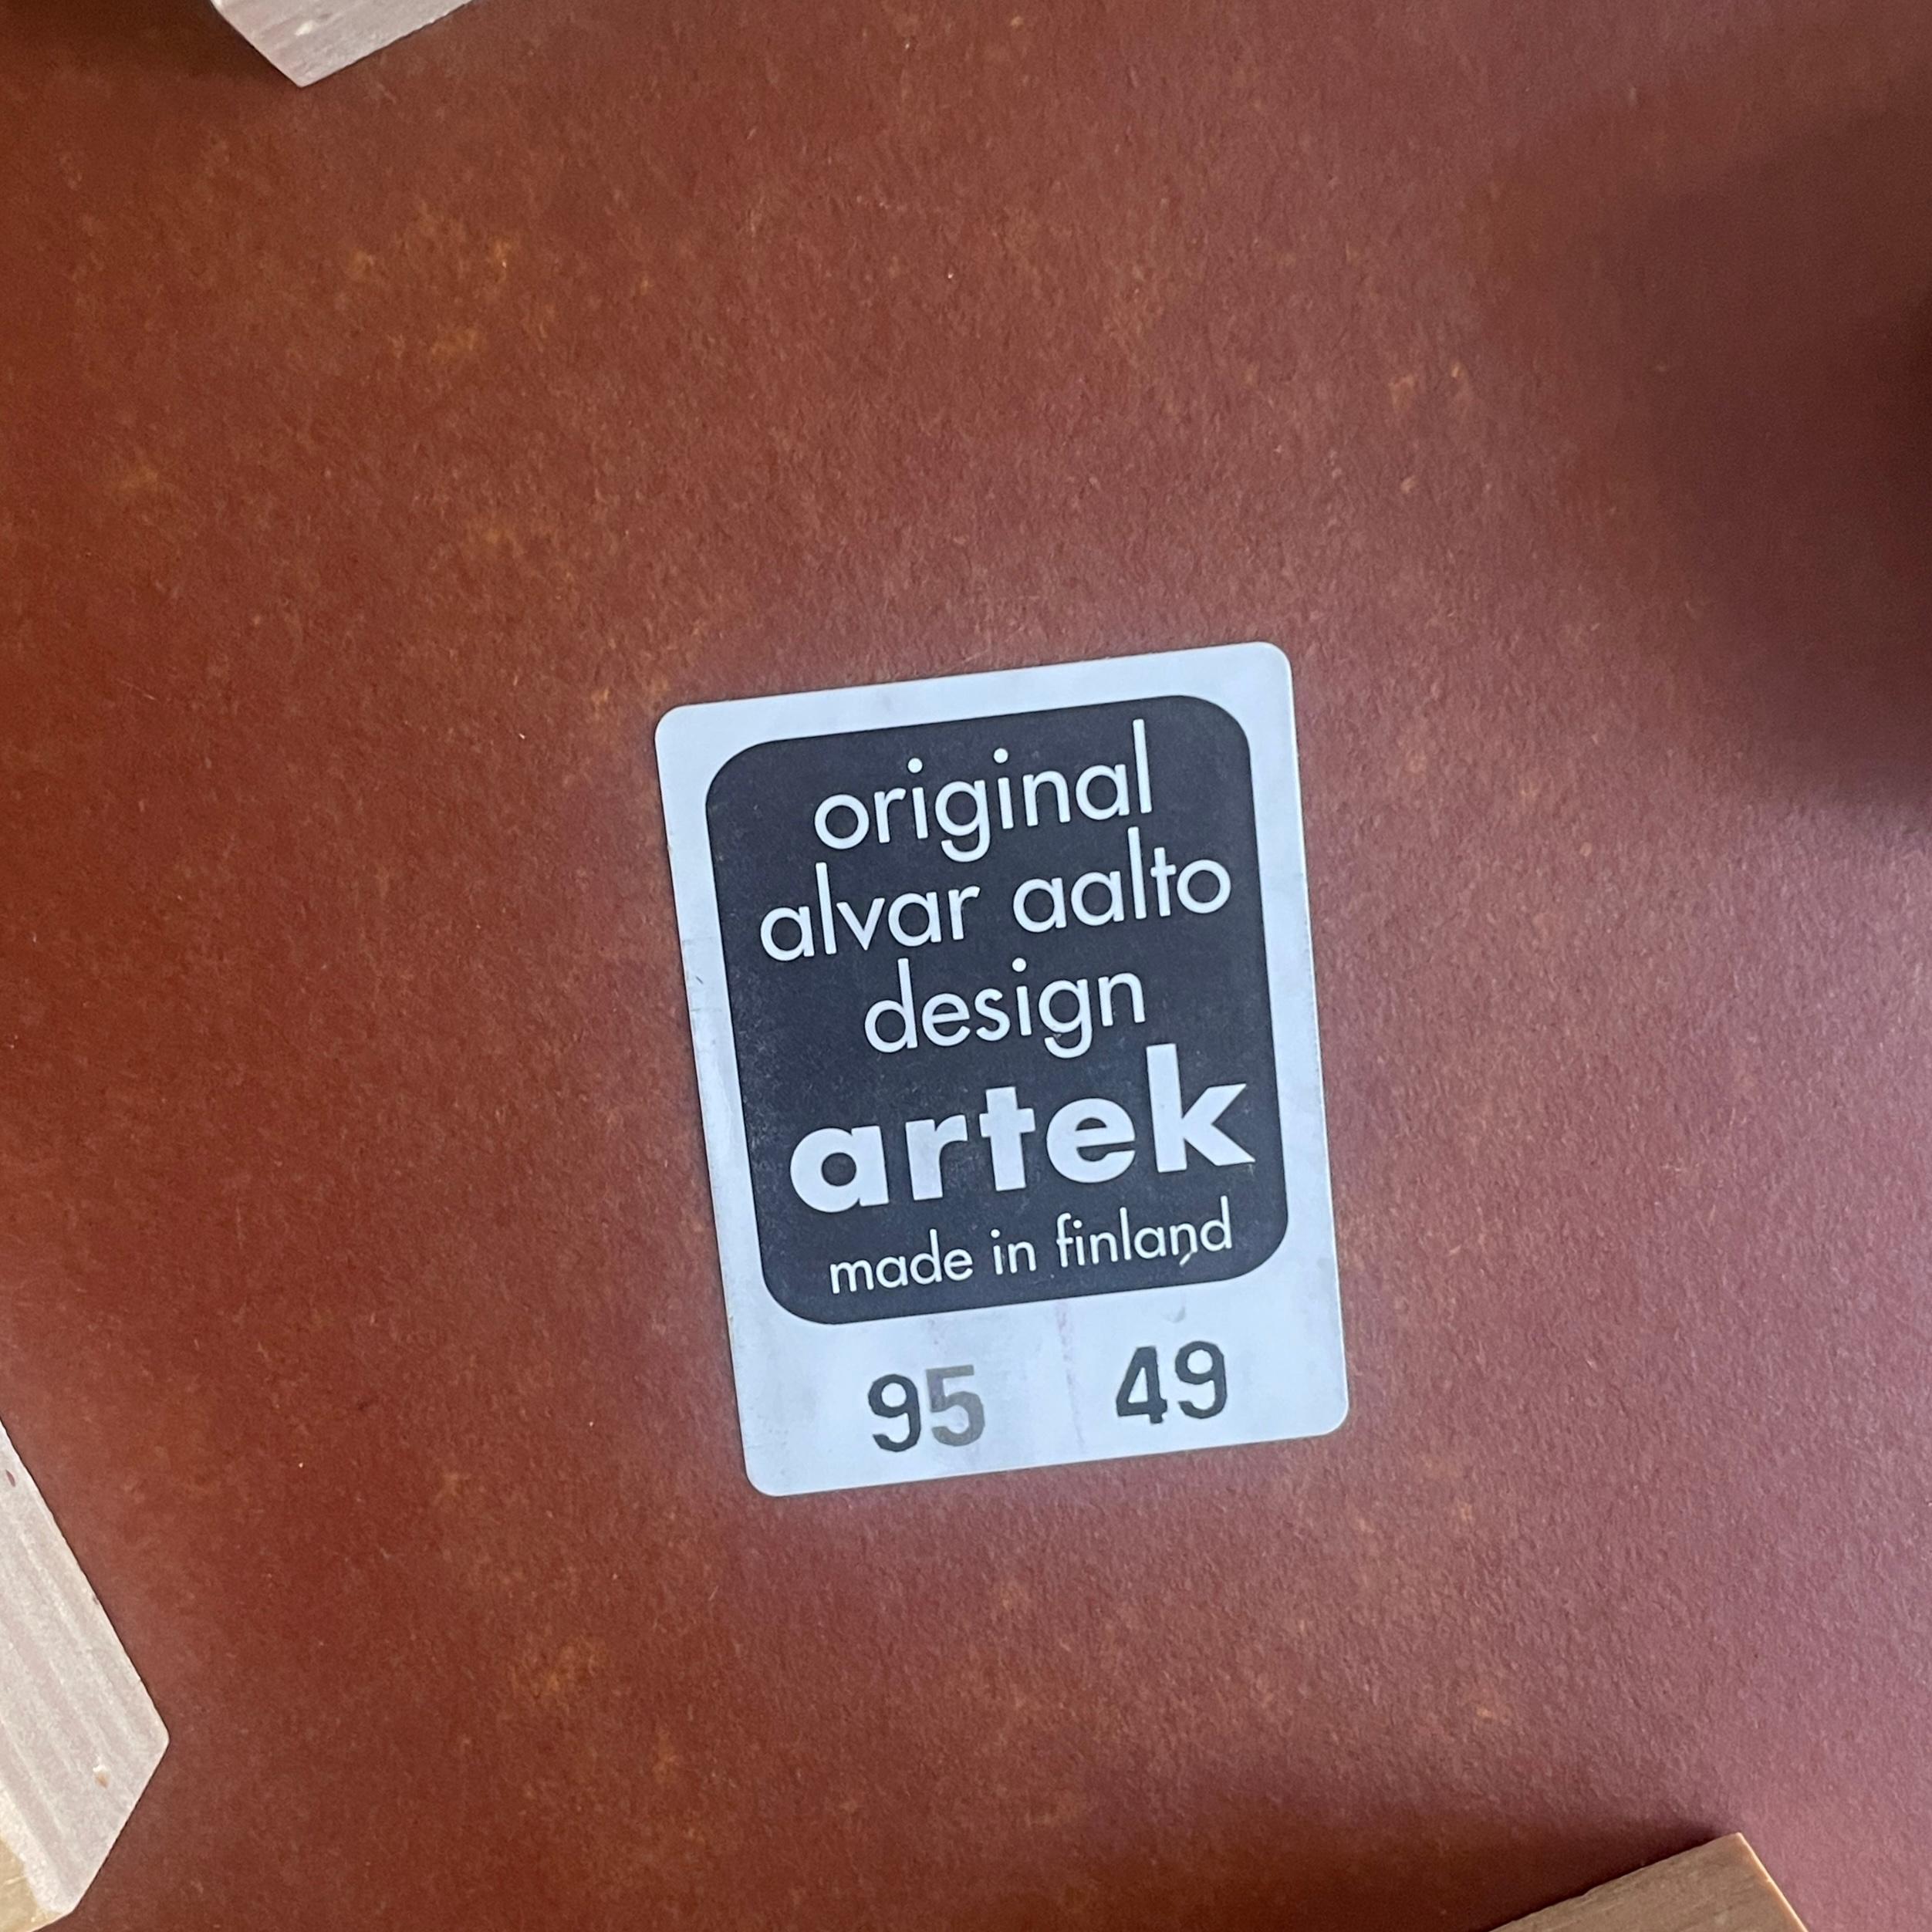 original
alvar aalto
design
artek
made in finland
95 49